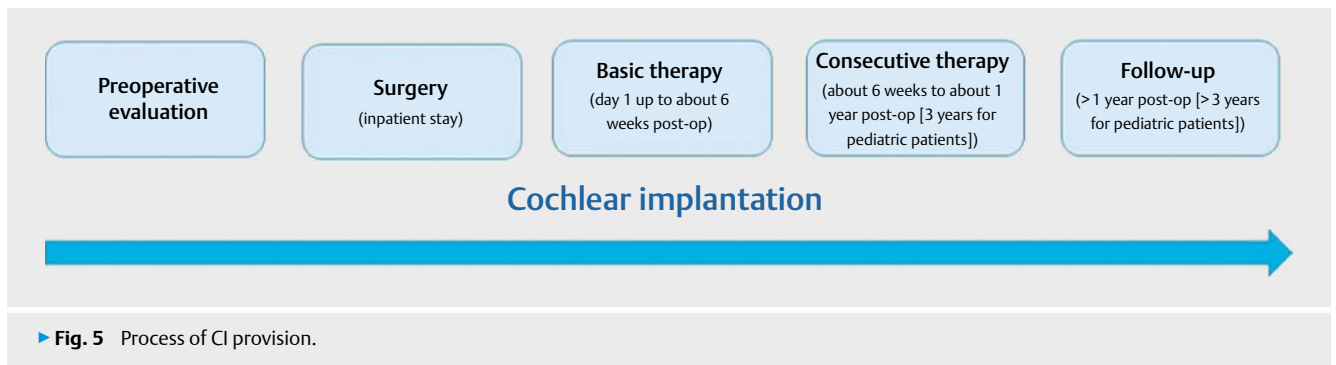 Preoperative
evaluation
Surgery
(inpatient stay)
Basic therapy
(day 1 up to about 6
weeks post-op)
Consecutive therapy
(about 6 weeks to about 1
year post-op [3 years for
pediatric patients])
Follow-up
(> 1 year post-op [> 3 years
for pediatric patients])
Cochlear implantation
▶ Fig. 5 Process of CI provision.